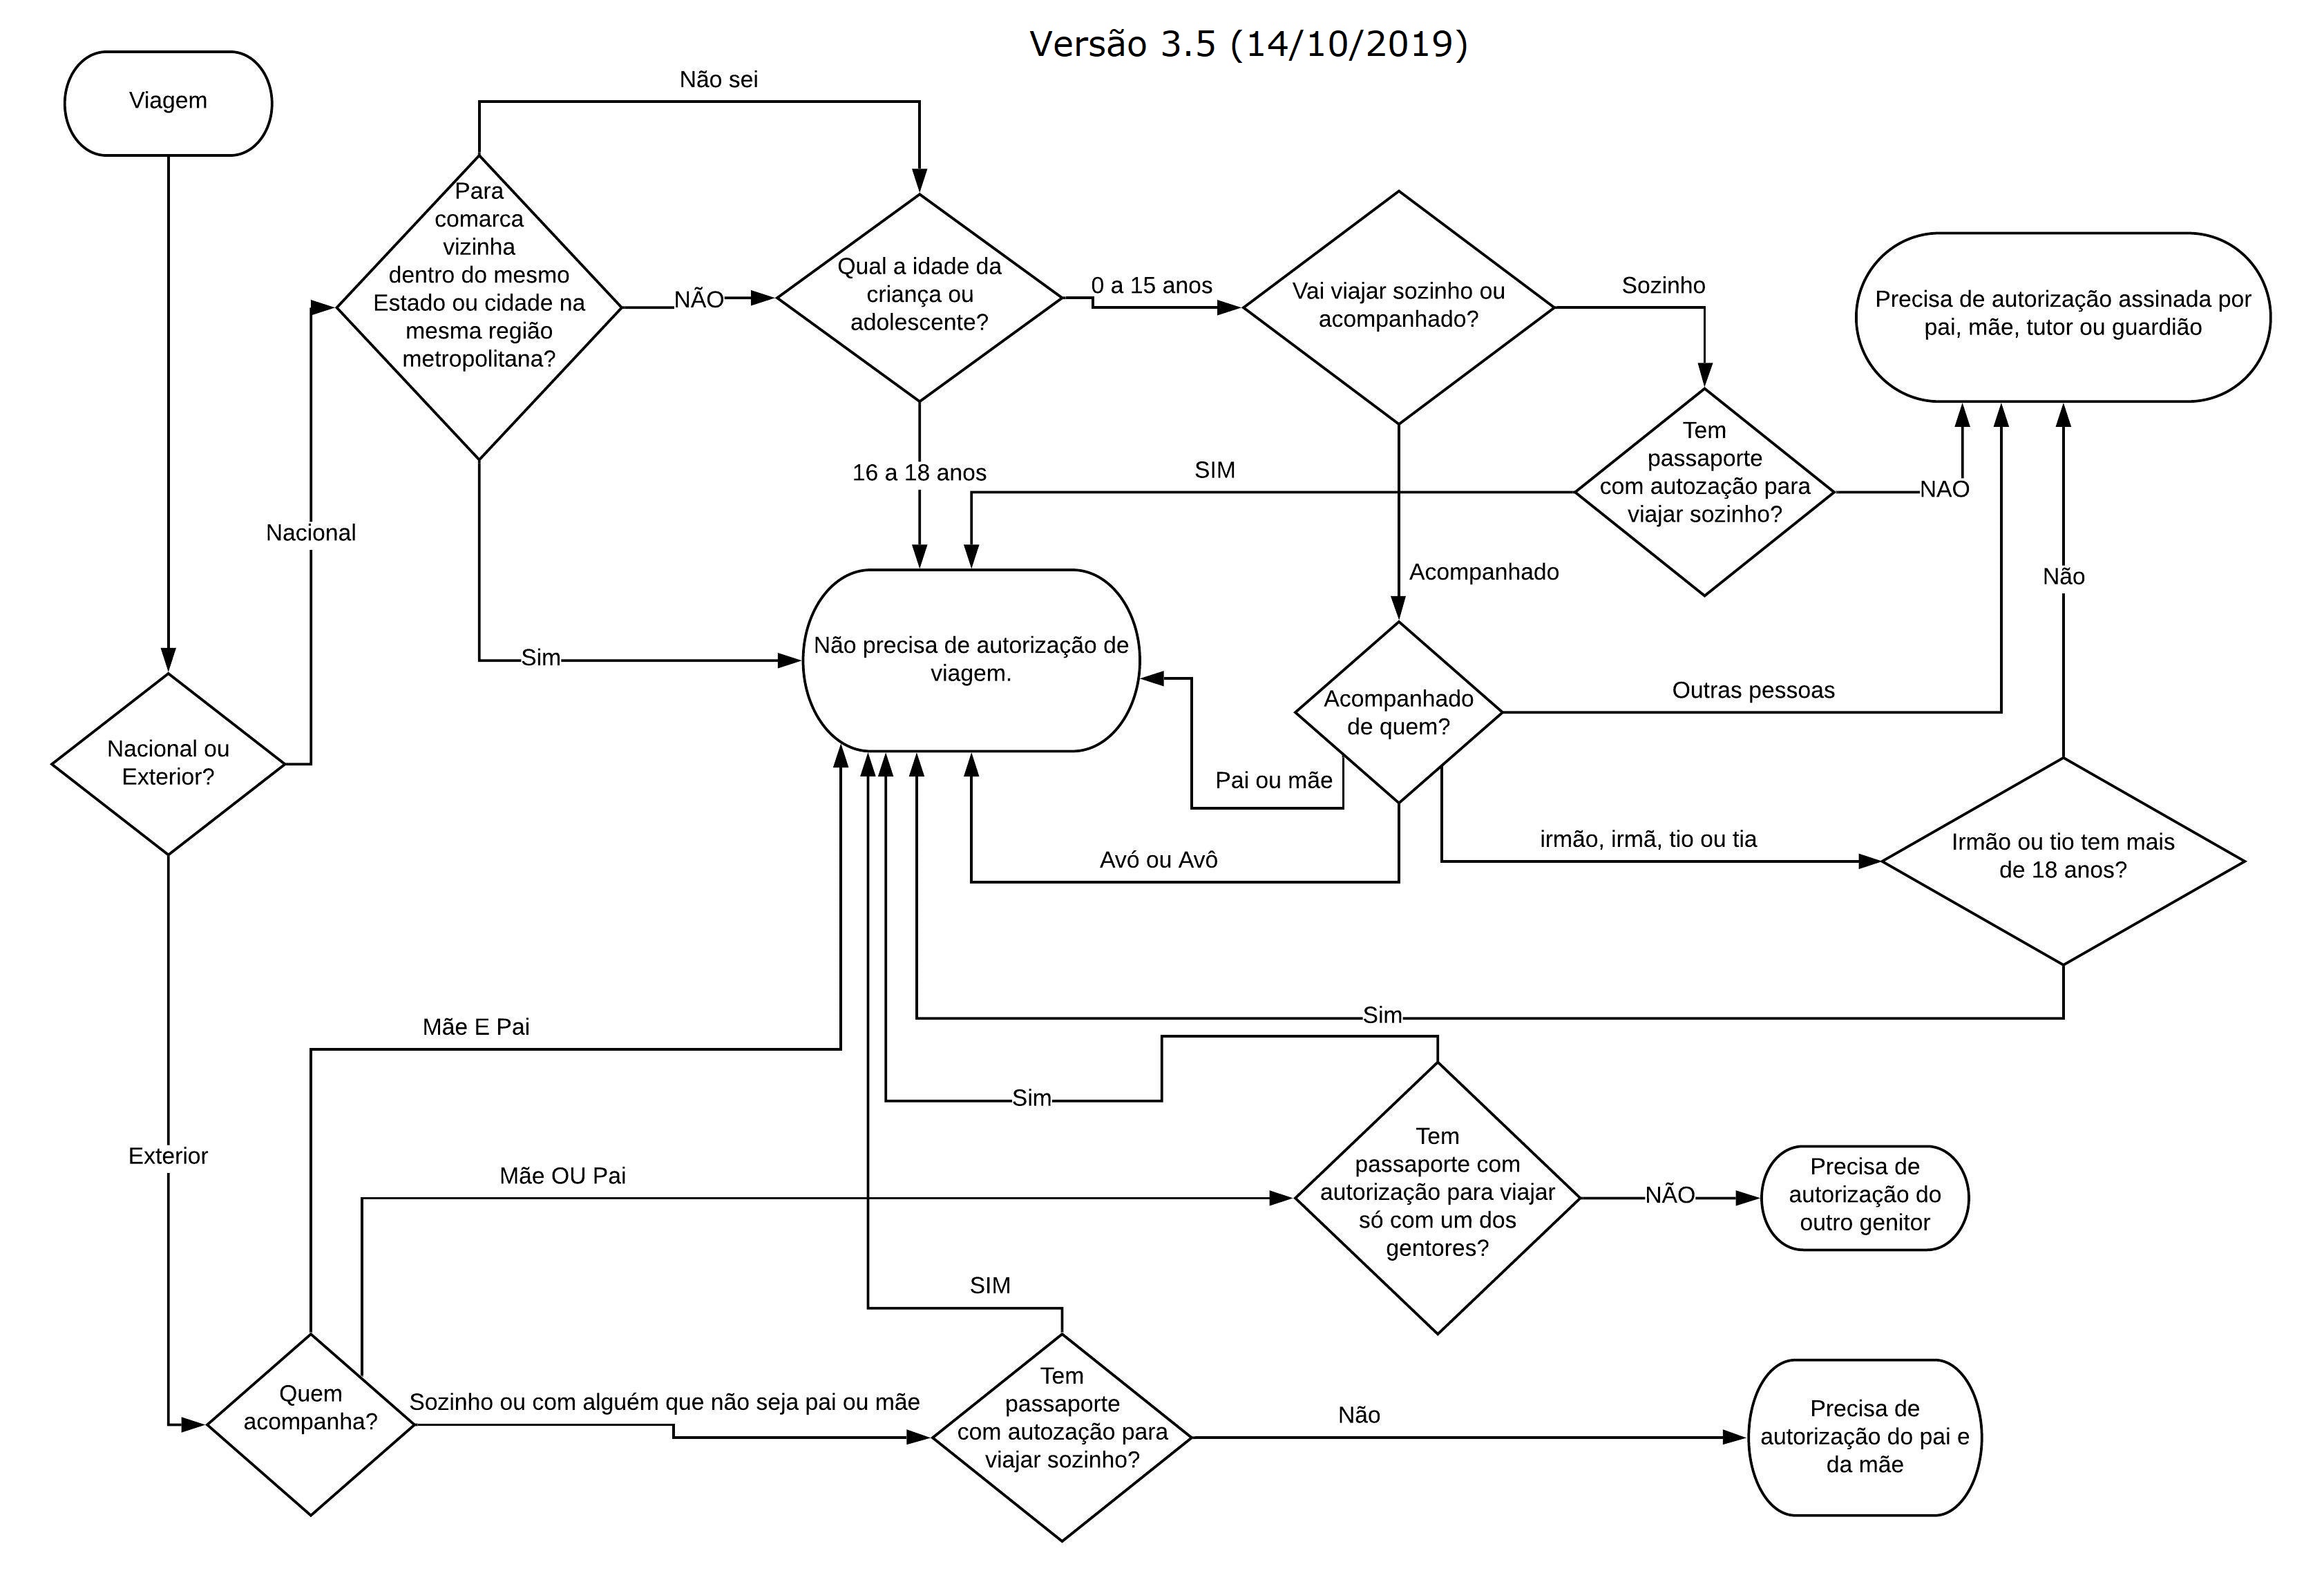 Versão 3.5 (14/10/2019)
Viagem
Não sei
Para
comarca
vizinha
dentro do mesmo
Estado ou cidade na
mesma região
metropolitana?
NÃO
Qual a idade da
criança ou
adolescente?
0 a 15 anos
Vai viajar sozinho ou
acompanhado?
Sozinho
Precisa de autorização assinada por
pai, mãe, tutor ou guardião
Tem
passaporte
com autozação para
viajar sozinho?
NAO
SIM
16 a 18 anos
Nacional
Acompanhado
Não
Sim
Não precisa de autorização de
viagem.
Acompanhado
de quem?
Outras pessoas
Nacional ou
Exterior?
Pai ou mãe
Avó ou Avô
irmão, irmã, tio ou tia
Irmão ou tio tem mais
de 18 anos?
Sim
Mãe E Pai
Sim
Exterior
Mãe OU Pai
Tem
passaporte com
autorização para viajar
só com um dos
gentores?
NÃO
Precisa de
autorização do
outro genitor
SIM
Quem
acompanha?
Sozinho ou com alguém que não seja pai ou mãe
Tem
passaporte
com autozação para
viajar sozinho?
Não
Precisa de
autorização do pai e
da mãe